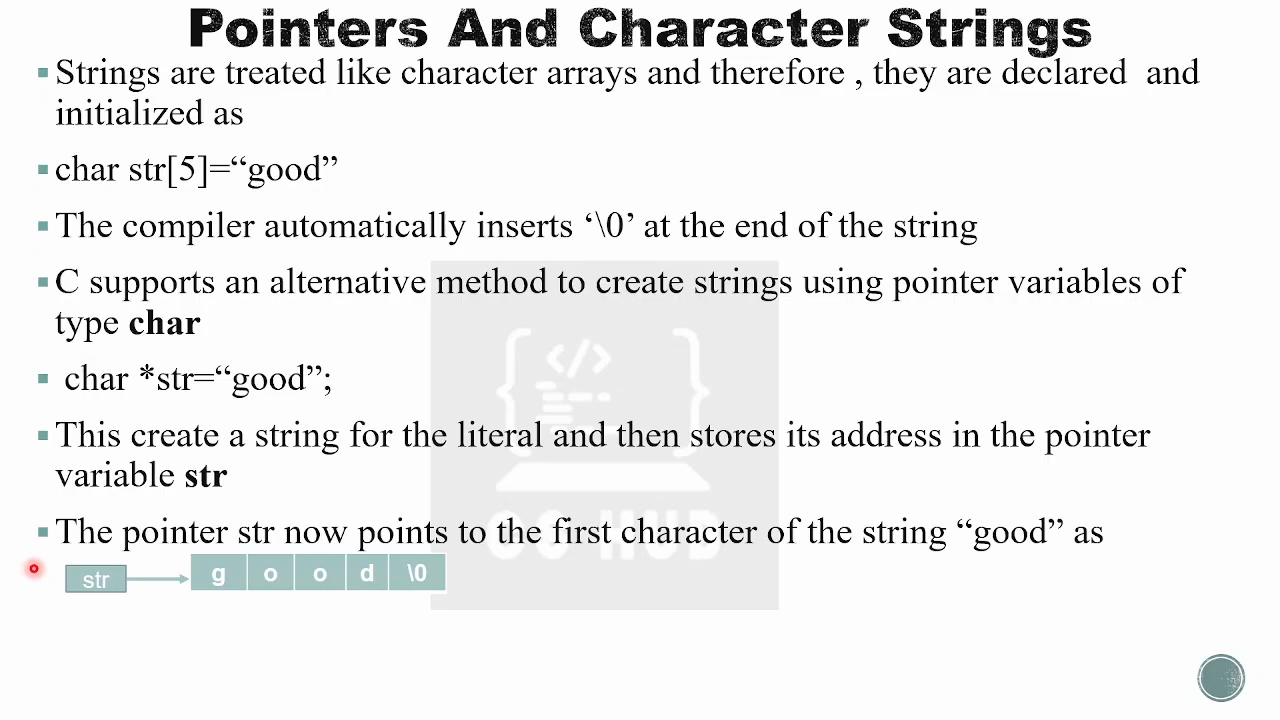 Pointers And Character Strings
Strings are treated like character arrays and therefore , they are declared and
initialized as
char str[5]=“good”
The compiler automatically inserts ‘\0’ at the end of the string
C supports an alternative method to create strings using pointer variables of
type char
char *str=“good”;
This create a string for the literal and then stores its address in the pointer
variable str
The pointer str now points to the first character of the string “good” as
str g o o d \0